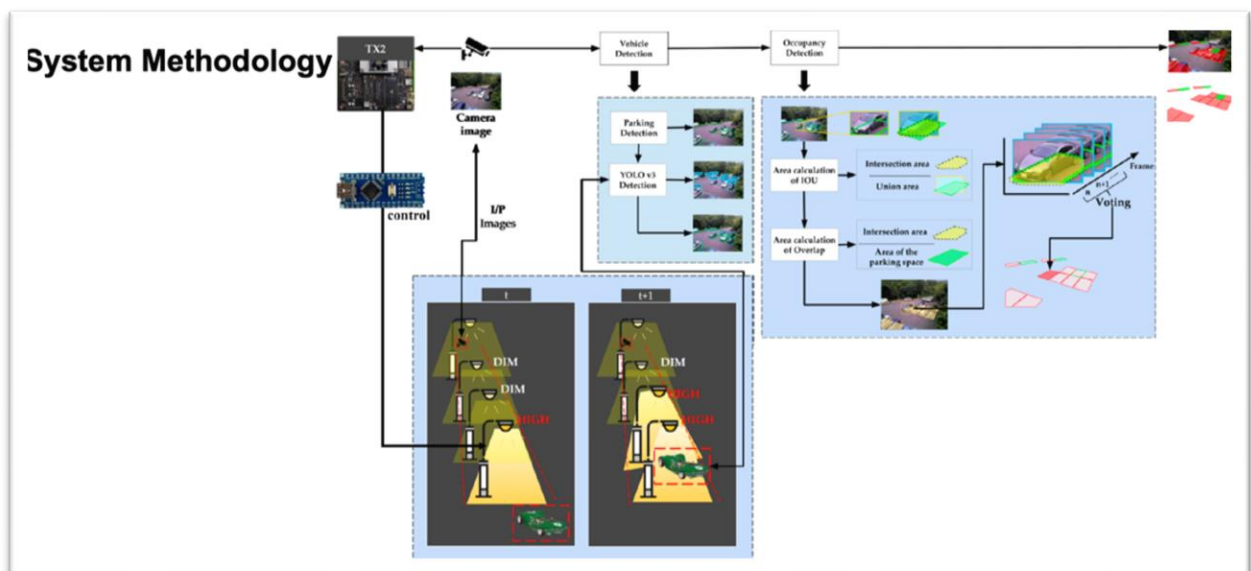 System Methodology
TX2
Camera
image
Vehicle
Detection
Occupancy
Detection
control
I/P
Images
Parking
Detection
YOLO v3
Detection
Area calculation
of IOU
Intersection area
Union area
Area calculation
of Overlap
Intersection area
Area of the
parking space
Frame
n
n+1
Voting
t
DIM
DIM
HIGH
t+1
DIM
HIGH
HIGH